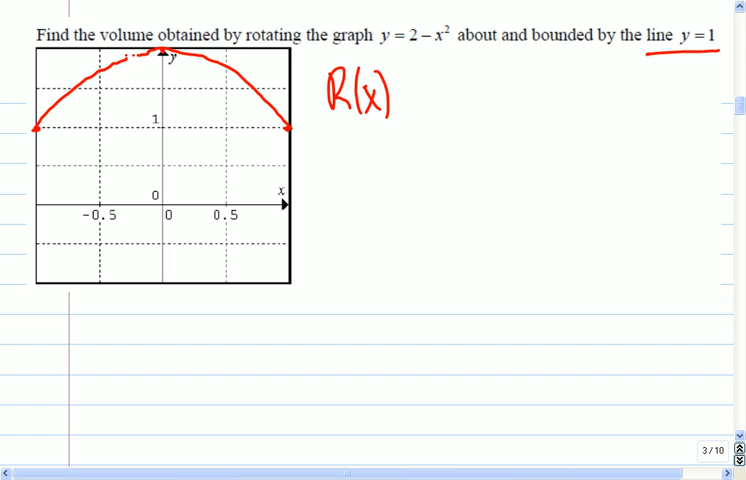 Find the volume obtained by rotating the graph y = 2 − x² about and bounded by the line y = 1
R(x)
y
1
x
0
-0.5 0 0.5
3 / 10